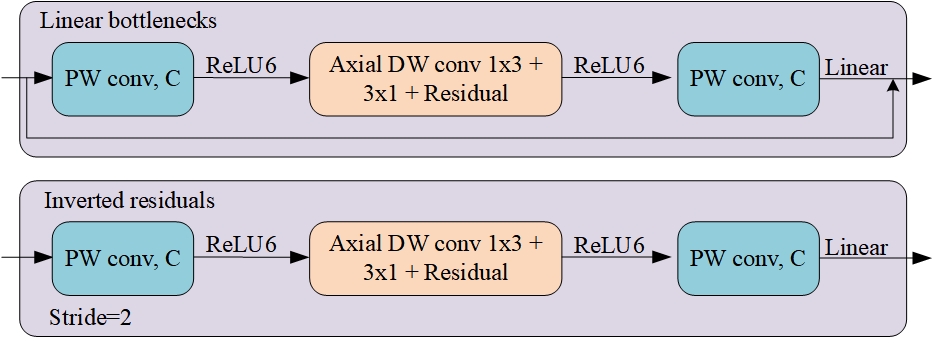 Linear bottlenecks
PW conv, C
ReLU6
Axial DW conv 1x3 +
3x1 + Residual
ReLU6
PW conv, C
Linear
Inverted residuals
PW conv, C
ReLU6
Axial DW conv 1x3 +
3x1 + Residual
ReLU6
PW conv, C
Linear
Stride=2